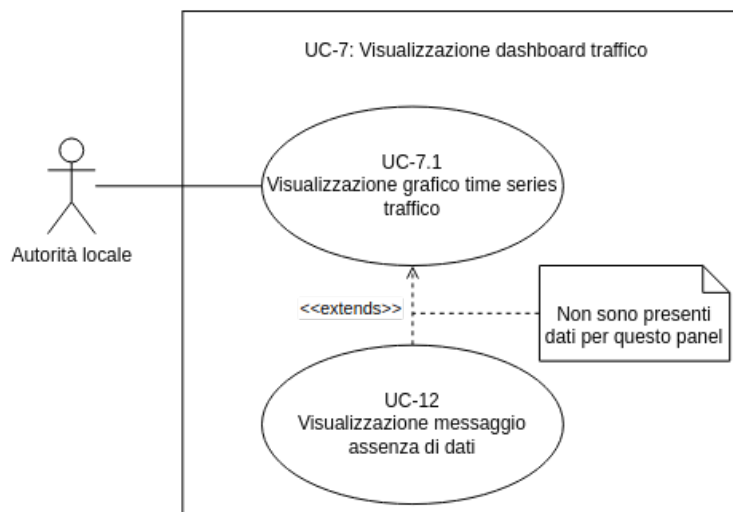 UC-7: Visualizzazione dashboard traffico
UC-7.1
Visualizzazione grafico time series
traffico
Autorità locale
<<extends>>
Non sono presenti
dati per questo panel
UC-12
Visualizzazione messaggio
assenza di dati